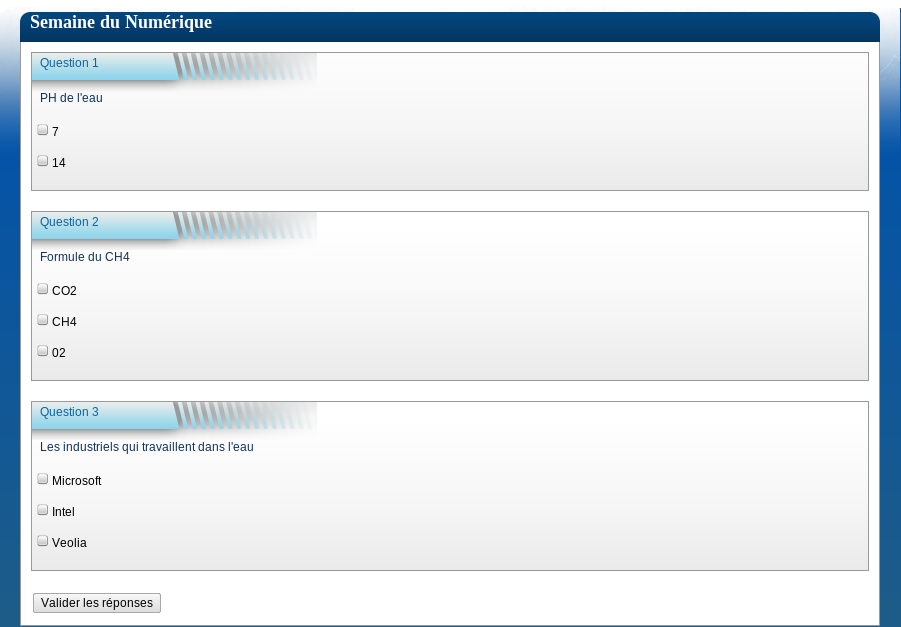 Semaine du Numérique
Question 1
PH de l'eau
7
14
Question 2
Formule du CH4
CO2
CH4
02
Question 3
Les industriels qui travaillent dans l'eau
Microsoft
Intel
Veolia
Valider les réponses